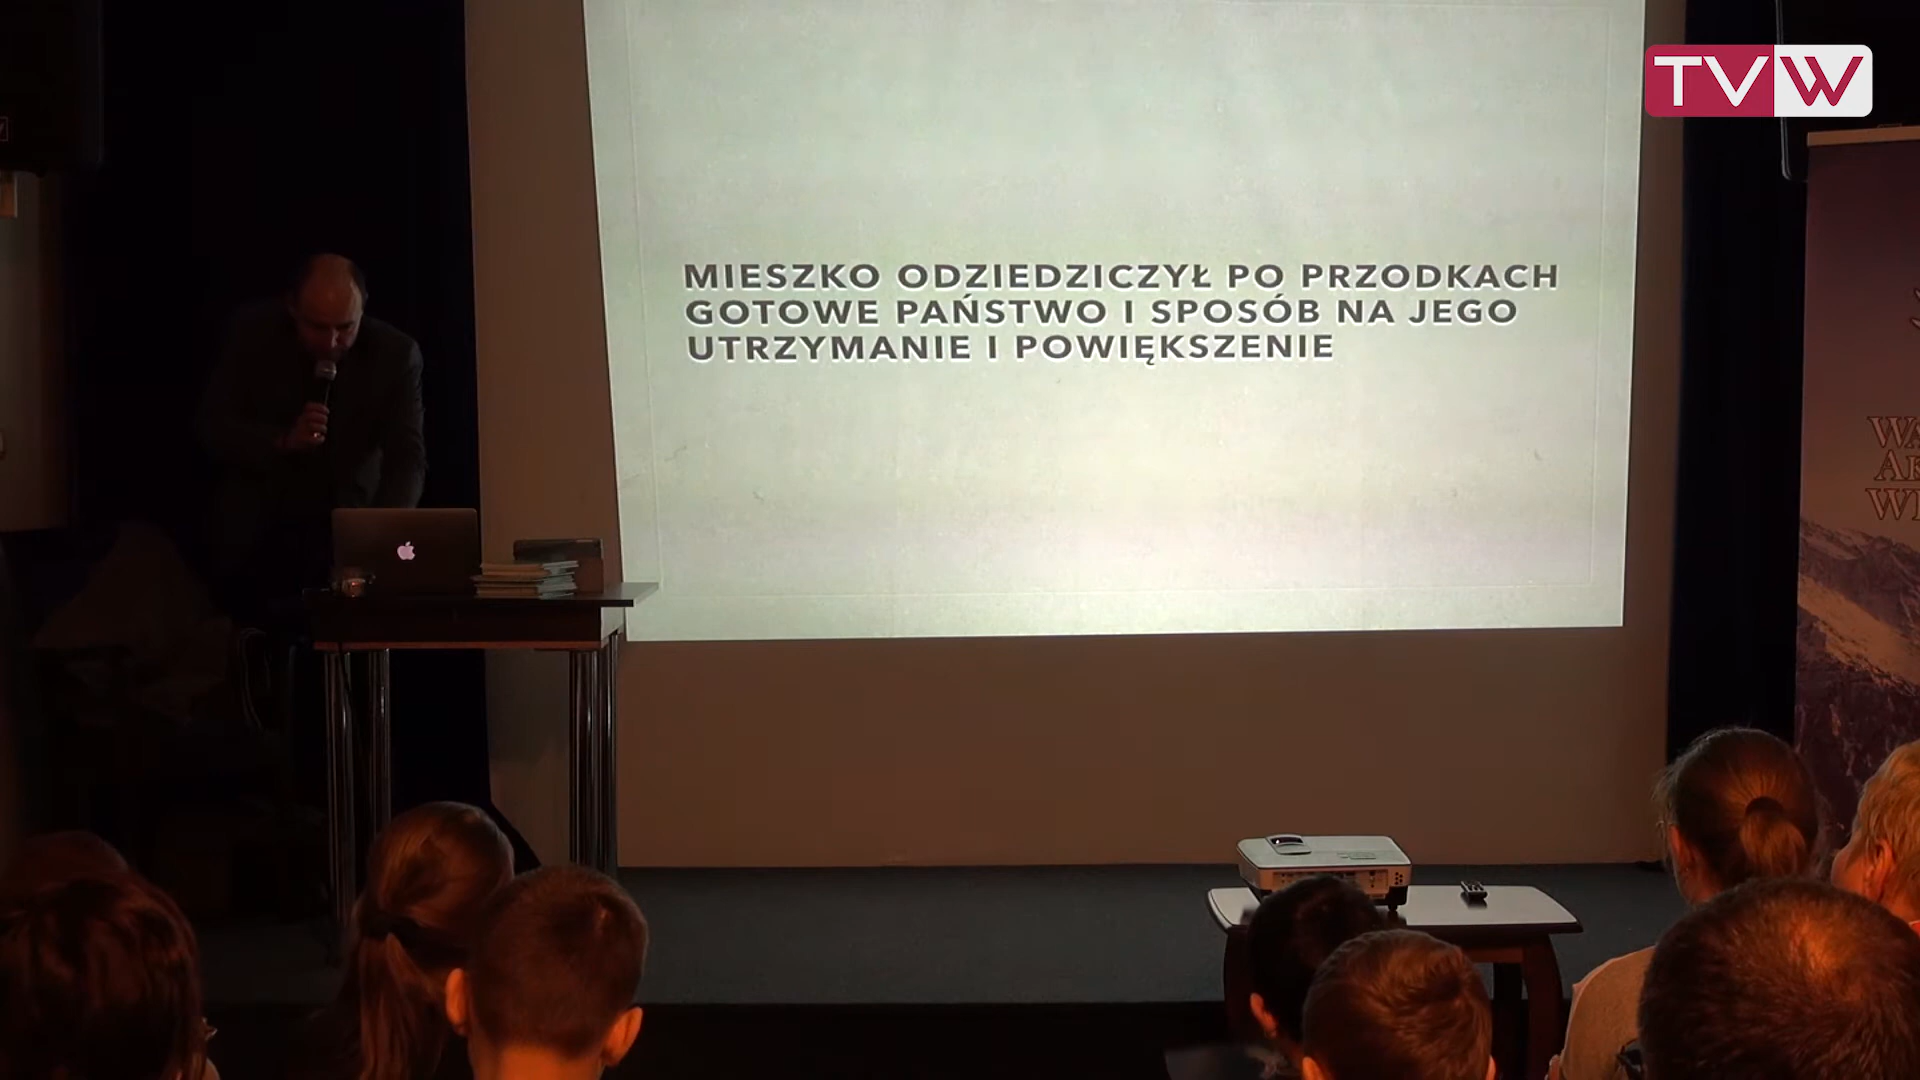 TVW
MIESZKO ODZIEDZICZYŁ PO PRZODKACH
GOTOWE PAŃSTWO I SPOSÓB NA JEGO
UTRZYMANIE I POWIĘKSZENIE